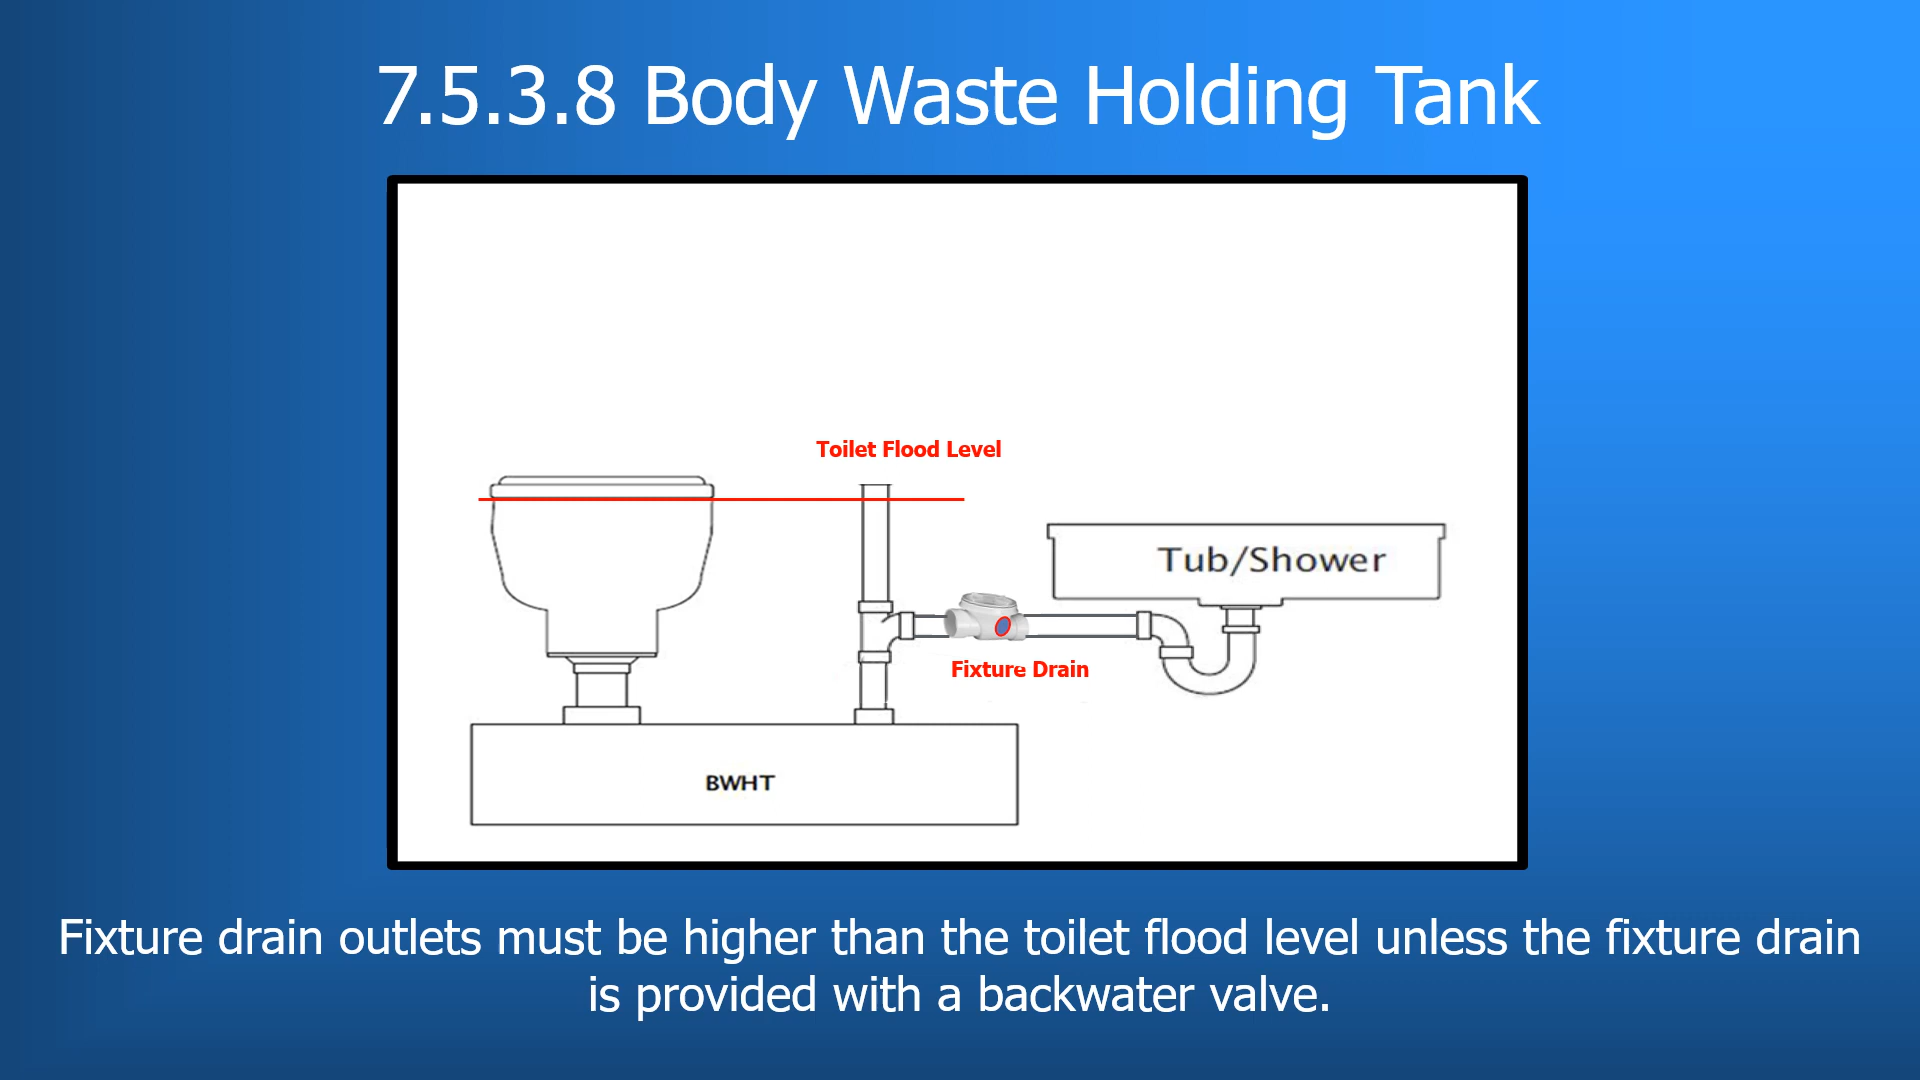 7.5.3.8 Body Waste Holding Tank
Toilet Flood Level
Tub/Shower
Fixture Drain
BWHT
Fixture drain outlets must be higher than the toilet flood level unless the fixture drain
is provided with a backwater valve.